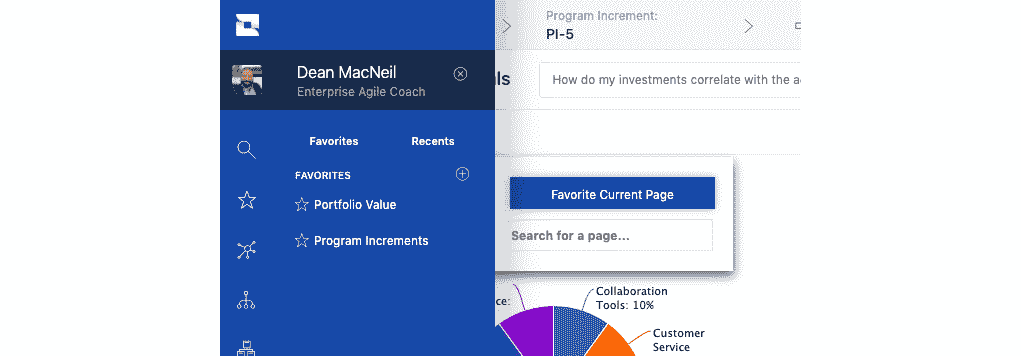 Program Increment:
PI-5
Dean MacNeil
Enterprise Agile Coach
als
How do my investments correlate with the a
Favorites Recents
FAVORITES
Portfolio Value
Program Increments
Favorite Current Page
Search for a page...
ce:
Collaboration
Tools: 10%
Customer
Service